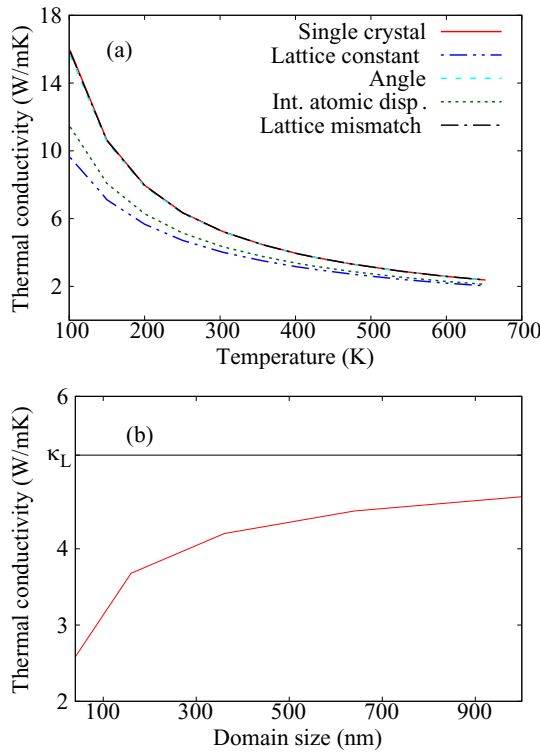 (a)
Single crystal
Lattice constant
Angle
Int. atomic disp .
Lattice mismatch
Thermal conductivity (W/mK)
18
14
10
6
2
100
200
300
400
500
600
700
Temperature (K)
(b)
Thermal conductivity (W/mK)
6
κL
4
3
2
100
300
500
700
900
Domain size (nm)